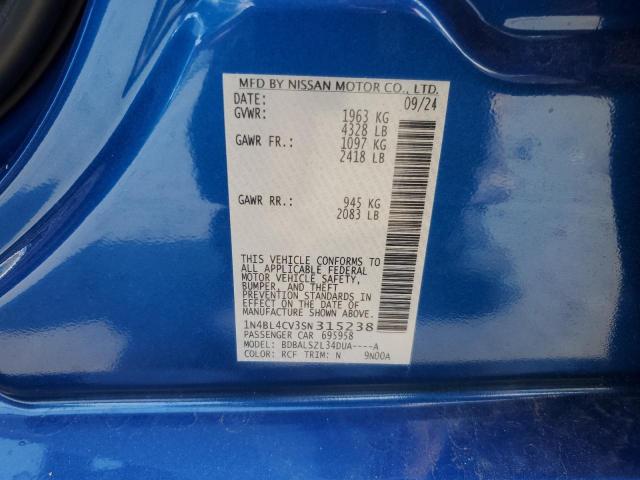 MFD BY NISSAN MOTOR CO., LTD.
DATE: 09/24
GVWR: 1963 KG
4328 LB
GAWR FR.: 1097 KG
2418 LB
GAWR RR.: 945 KG
2083 LB
THIS VEHICLE CONFORMS TO
ALL APPLICABLE FEDERAL
MOTOR VEHICLE SAFETY,
BUMPER, AND THEFT
PREVENTION STANDARDS IN
EFFECT ON THE DATE OF
MANUFACTURE SHOWN ABOVE.
1N4BL4CV3SN315238
PASSENGER CAR 695958
MODEL: BDBALSZL34DUA----A
COLOR: RCF TRIM: N 9N00A